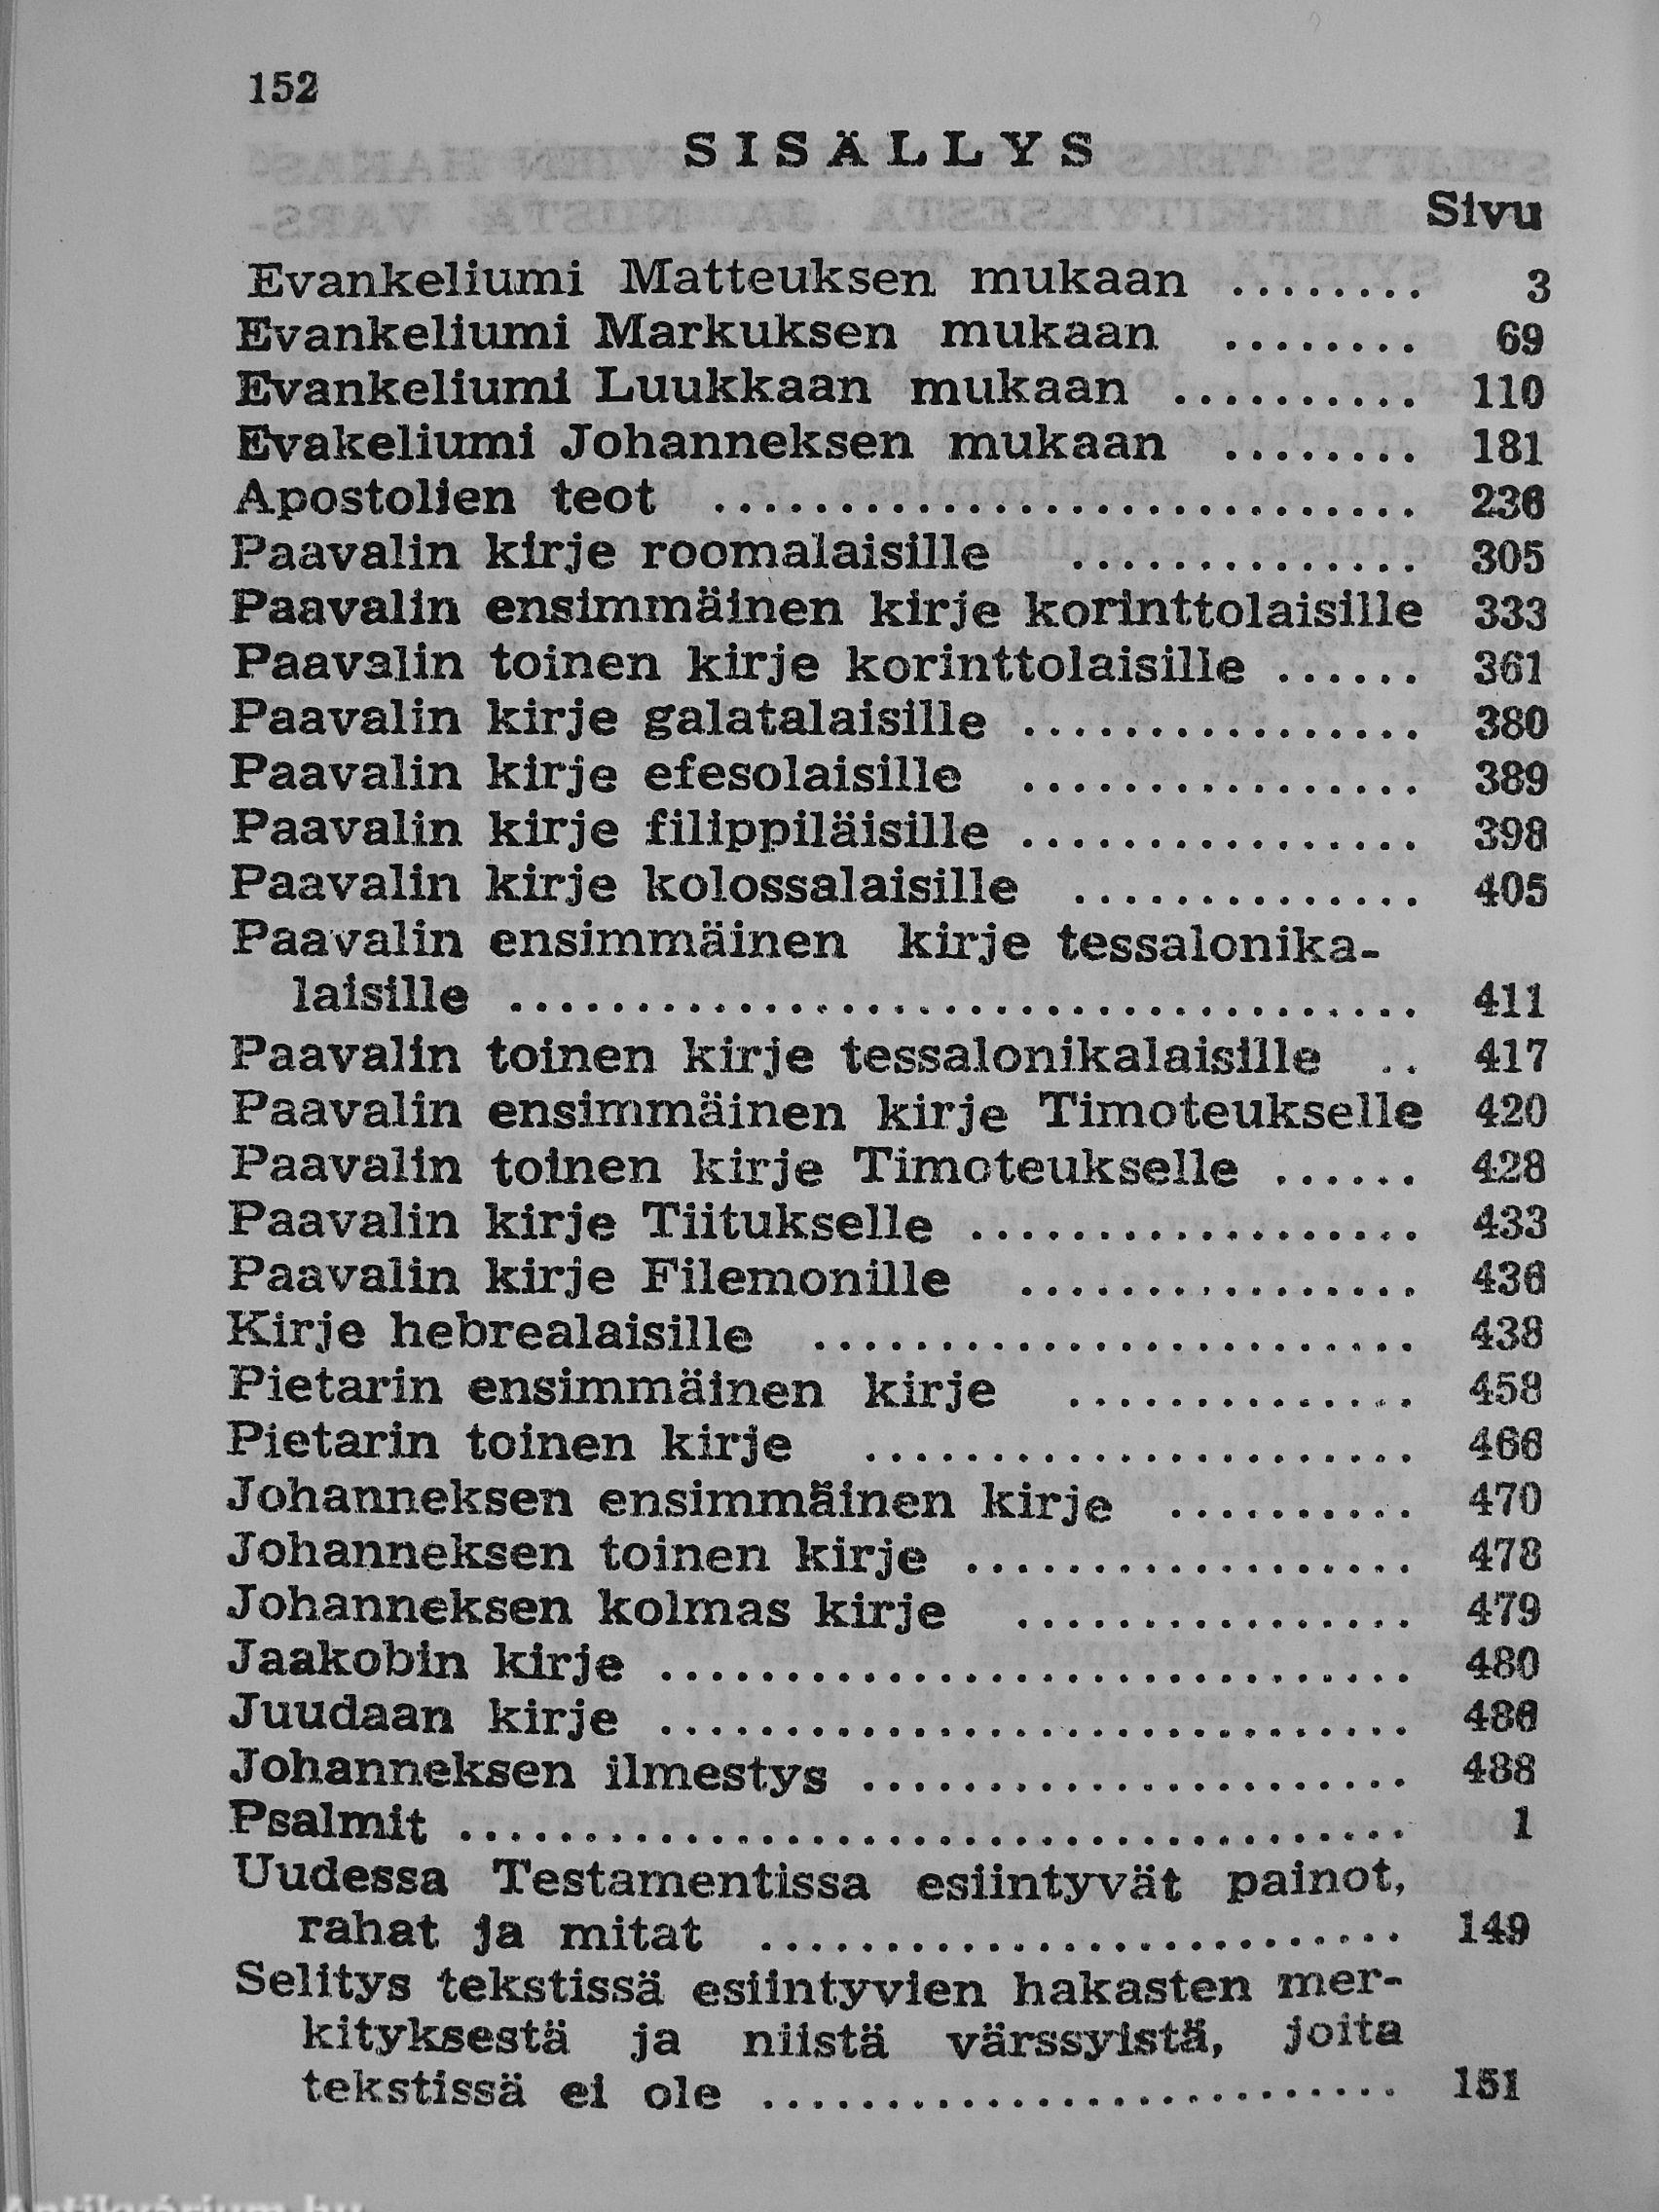 152
SISÄLLYS
Sivu
Evankeliumi Matteuksen mukaan ........ 3
Evankeliumi Markuksen mukaan ........ 69
Evankeliumi Luukkaan mukaan .......... 110
Evakeliumi Johanneksen mukaan ........ 181
Apostolien teot ............................ 236
Paavalin kirje roomalaisille .............. 305
Paavalin ensimmäinen kirje korinttolaisille 333
Paavalin toinen kirje korinttolaisille ...... 361
Paavalin kirje galatalaisille ................ 380
Paavalin kirje efesolaisille ................ 389
Paavalin kirje filippiläisille ................ 398
Paavalin kirje kolossalaisille .............. 405
Paavalin ensimmäinen kirje tessalonika-
laisille .................................... 411
Paavalin toinen kirje tessalonikalaisille .. 417
Paavalin ensimmäinen kirje Timoteukselle 420
Paavalin toinen kirje Timoteukselle ...... 428
Paavalin kirje Tiitukselle .................. 433
Paavalin kirje Filemonille ................ 436
Kirje hebrealaisille ........................ 438
Pietarin ensimmäinen kirje .............. 458
Pietarin toinen kirje ...................... 466
Johanneksen ensimmäinen kirje .......... 470
Johanneksen toinen kirje .................. 478
Johanneksen kolmas kirje ................ 479
Jaakobin kirje .............................. 480
Juudaan kirje .............................. 486
Johanneksen ilmestys ...................... 488
Psalmit ...................................... 1
Uudessa Testamentissa esiintyvät painot,
rahat ja mitat .......................... 149
Selitys tekstissä esiintyvien hakasten mer-
kityksestä ja niistä värssyistä, joita
tekstissä ei ole .......................... 151
Antikvárium.hu